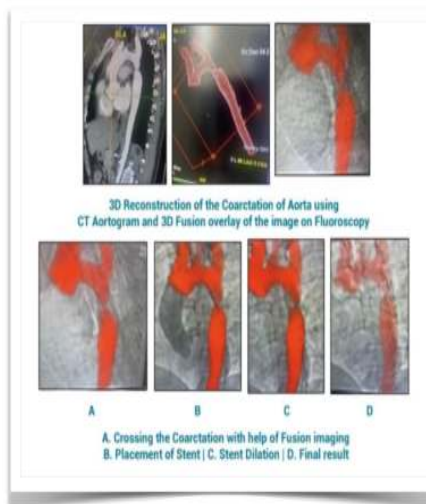 3D Reconstruction of the Coarctation of Aorta using
CT Aortogram and 3D Fusion overlay of the image on Fluoroscopy
A B C D
A. Crossing the Coarctation with help of Fusion imaging
B. Placement of Stent | C. Stent Dilation | D. Final result